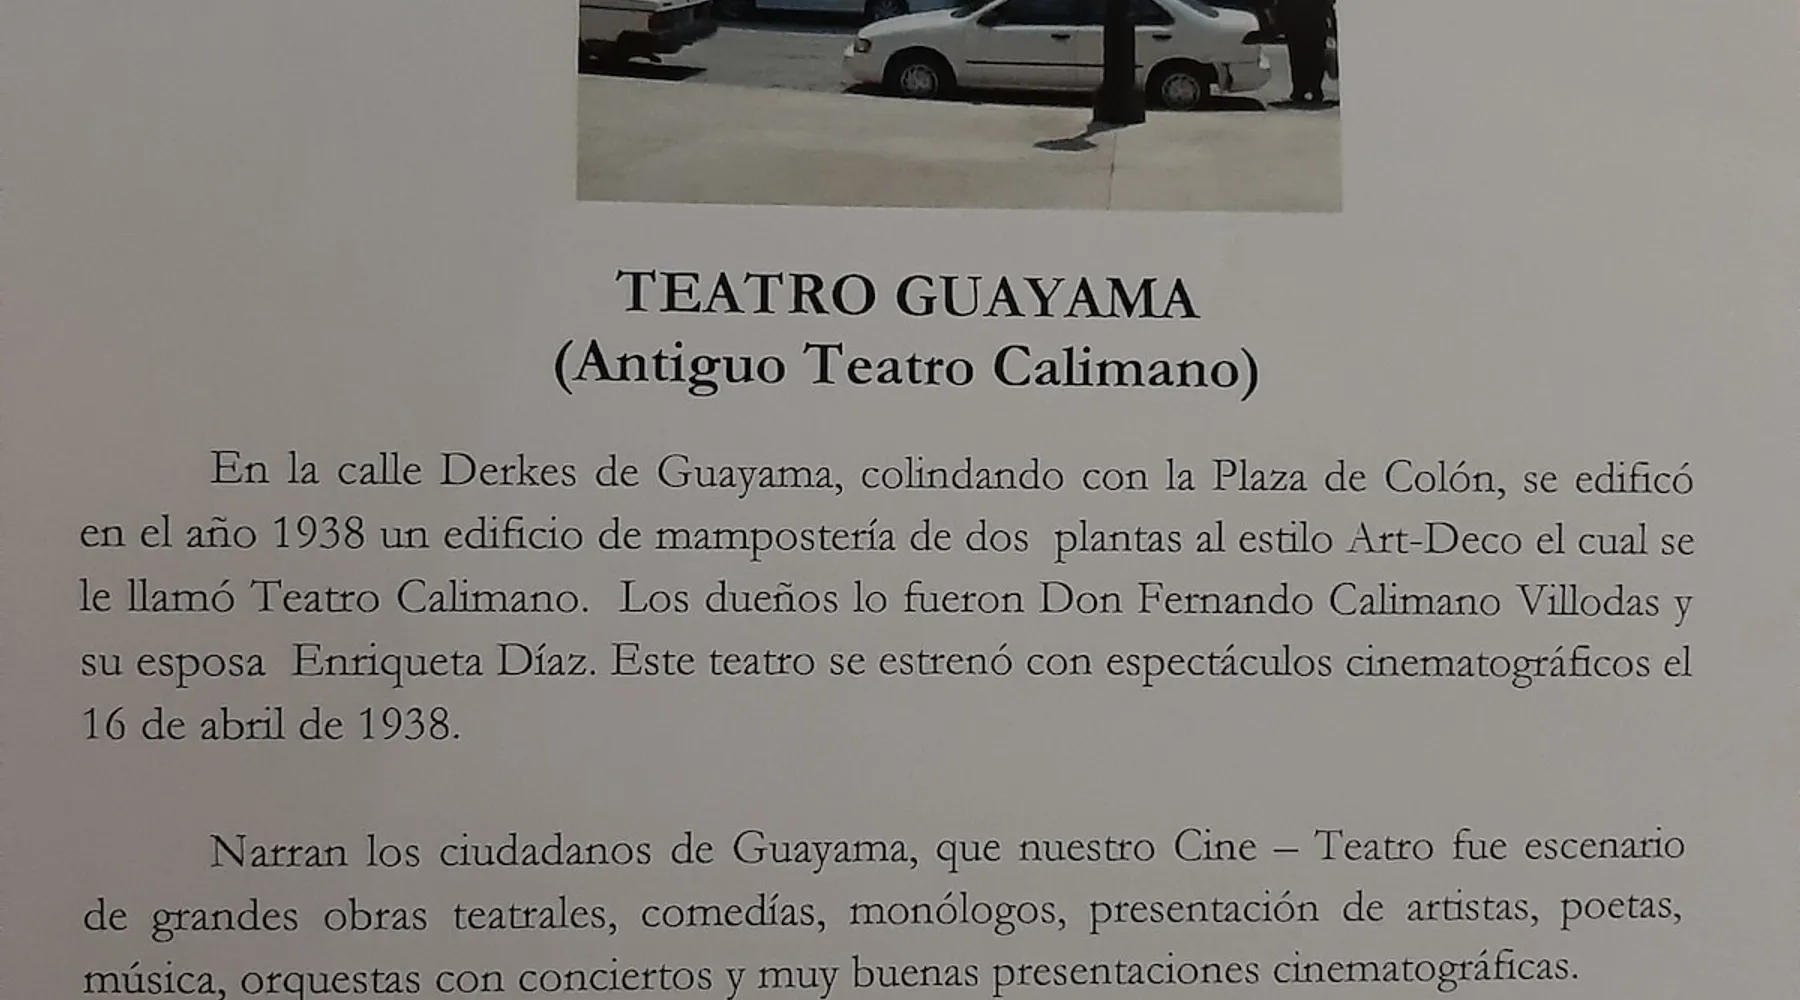 TEATRO GUAYAMA
(Antiguo Teatro Calimano)
En la calle Derkes de Guayama, colindando con la Plaza de Colón, se edificó
en el año 1938 un edificio de mampostería de dos plantas al estilo Art-Deco el cual se
le llamó Teatro Calimano. Los dueños lo fueron Don Fernando Calimano Villodas y
su esposa Enriqueta Díaz. Este teatro se estrenó con espectáculos cinematográficos el
16 de abril de 1938.
Narran los ciudadanos de Guayama, que nuestro Cine – Teatro fue escenario
de grandes obras teatrales, comedías, monólogos, presentación de artistas, poetas,
música, orquestas con conciertos y muy buenas presentaciones cinematográficas.